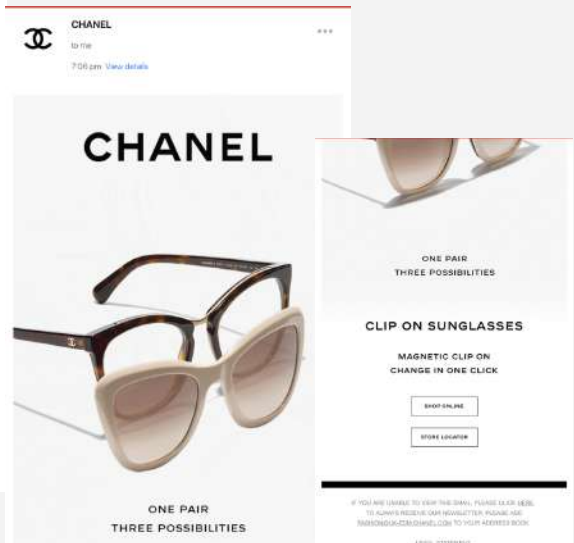 CHANEL
to me
7:06 pm View details
CHANEL
ONE PAIR
THREE POSSIBILITIES
ONE PAIR
THREE POSSIBILITIES
CLIP ON SUNGLASSES
MAGNETIC CLIP ON
CHANGE IN ONE CLICK
SHOP ONLINE
STORE LOCATOR
IF YOU ARE UNABLE TO VIEW THIS EMAIL, PLEASE CLICK HERE.
TO ALWAYS RECEIVE OUR NEWSLETTER, PLEASE ADD
TO YOUR ADDRESS BOOK